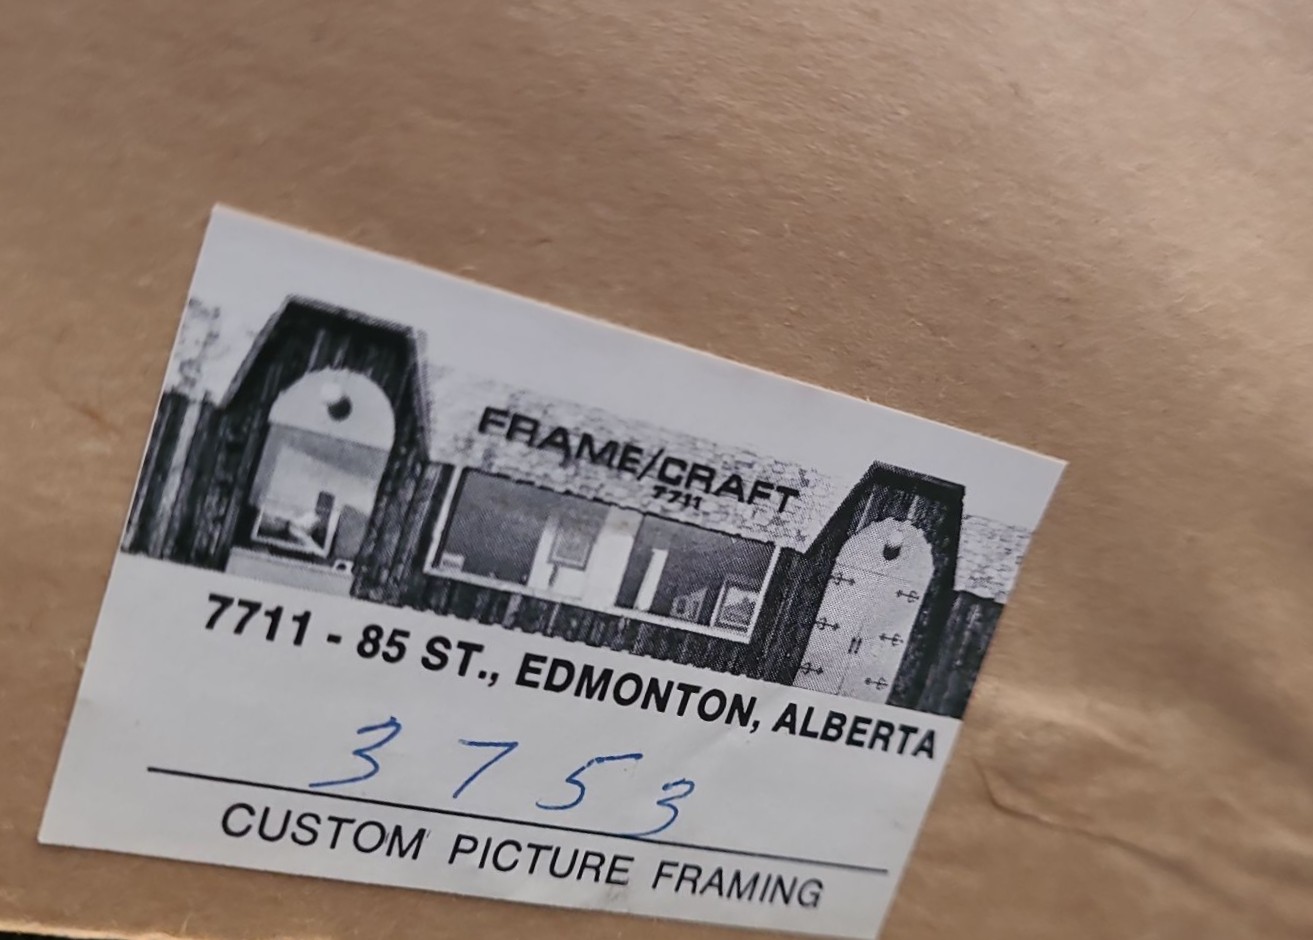 FRAME/CRAFT
7711
7711 - 85 ST., EDMONTON, ALBERTA
3753
CUSTOM PICTURE FRAMING